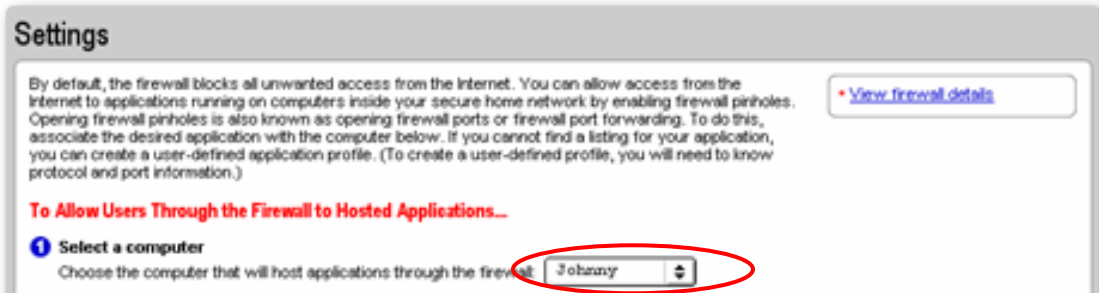 Settings
By default, the firewall blocks all unwanted access from the Internet. You can allow access from the
Internet to applications running on computers inside your secure home network by enabling firewall pinholes.
Opening firewall pinholes is also known as opening firewall ports or firewall port forwarding. To do this,
associate the desired application with the computer below. If you cannot find a listing for your application,
you can create a user-defined application profile. (To create a user-defined profile, you will need to know
protocol and port information.)
View firewall details
To Allow Users Through the Firewall to Hosted Applications...
1 Select a computer
Choose the computer that will host applications through the firewall: Johnny